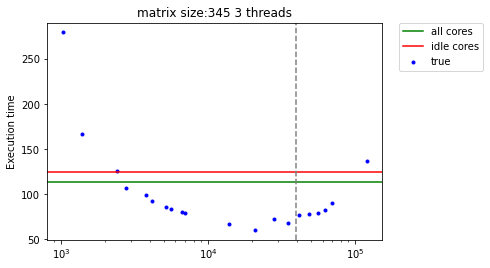 matrix size:345 3 threads
all cores
idle cores
true
Execution time
250
200
150
100
50
10³
10⁴
10⁵